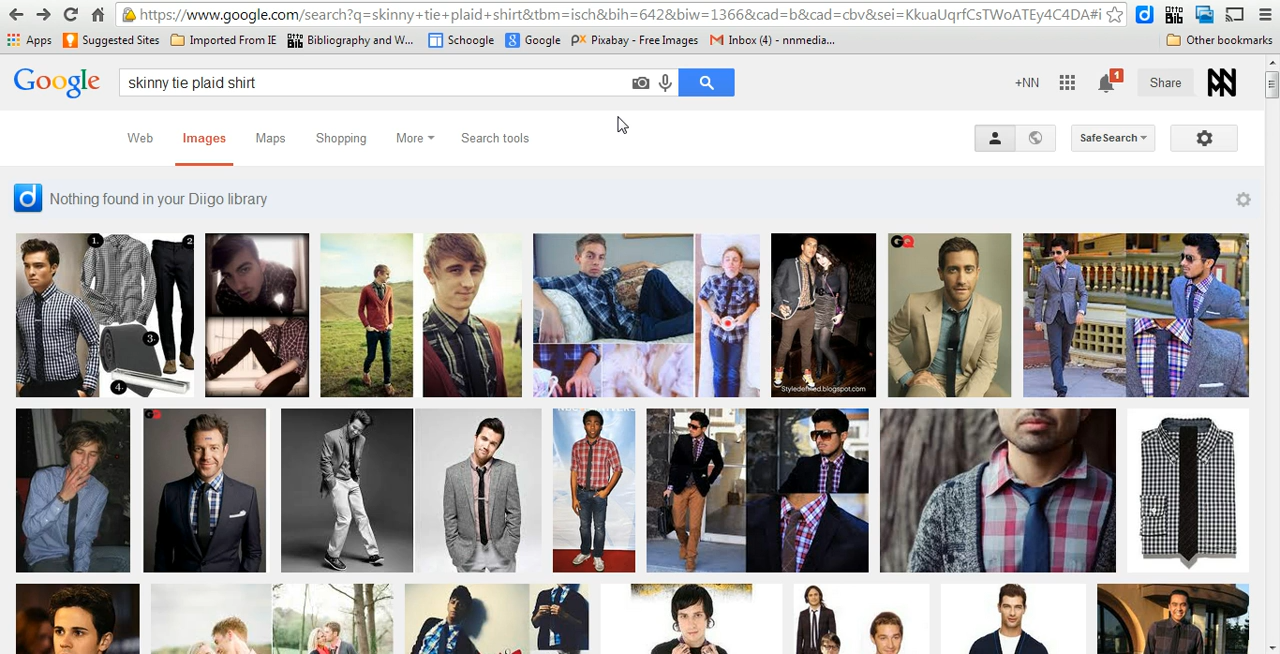 https://www.google.com/search?q=skinny+tie+plaid+shirt&tbm=isch&bih=642&biw=1366&cad=b&cad=cbv&sei=KkuaUqrfCsTWoATEy4C4DA#i
Apps Suggested Sites Imported From IE Bibliography and W... Schoogle Google Pixabay - Free Images Inbox (4) - nnmedia... Other bookmarks
Google skinny tie plaid shirt +NN 1 Share
Web Images Maps Shopping More Search tools SafeSearch
d Nothing found in your Diigo library
1. 2
3.
4.
Styledefined.blogspot.com
GQ
GQ